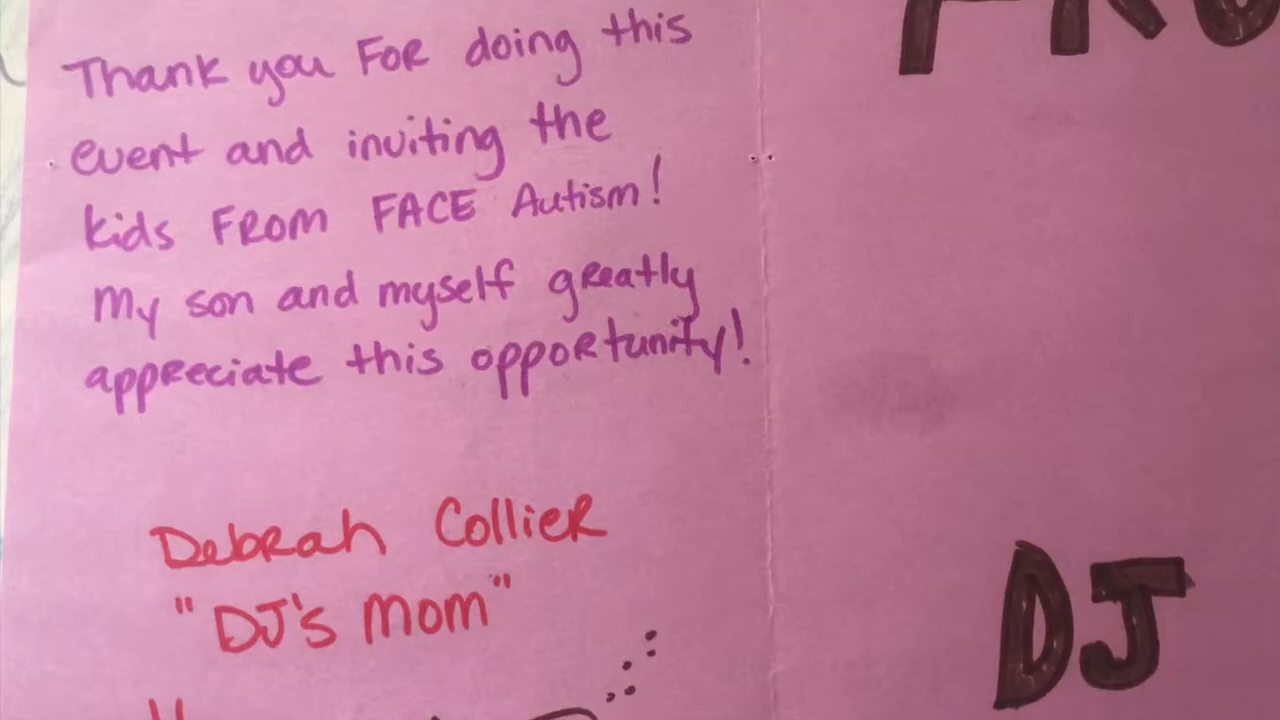 Thank you FOR doing this
event and inviting the
kids FROM FACE Autism!
My son and myself greatly
appreciate this opportunity!
Debrah Collier
"DJ's Mom"
DJ